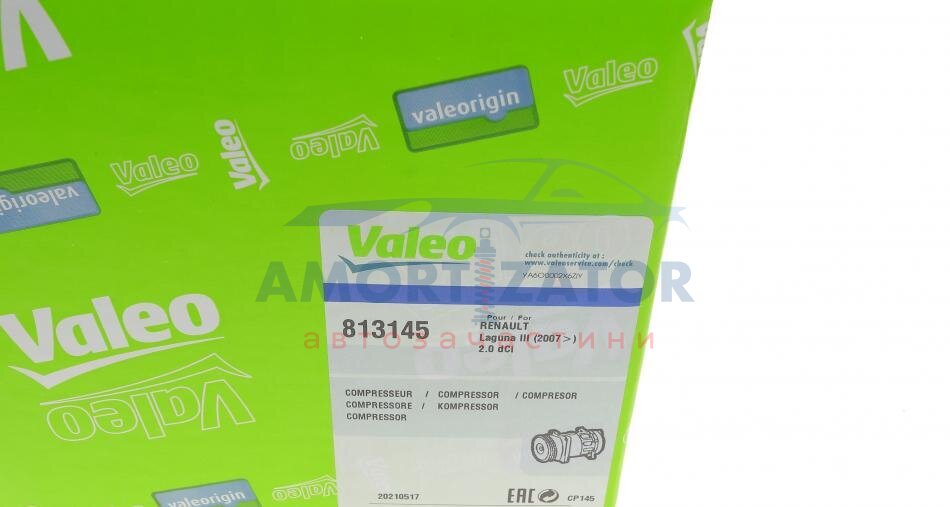 Valeo
valeorigin
Valeo
Valeo
Valeo
valeorigin
Valeo
Valeo
check authenticity at :
www.valeoservice.com/check
AMORTIZATOR
автозапчастини
813145
Pour / For
RENAULT
Laguna III (2007>)
2.0 dCi
Valeo
Valeo
COMPRESSEUR / COMPRESSOR / COMPRESOR
COMPRESSORE / KOMPRESSOR
COMPRESSOR
valeorigin
Valeo
20210517
EAC
CP145